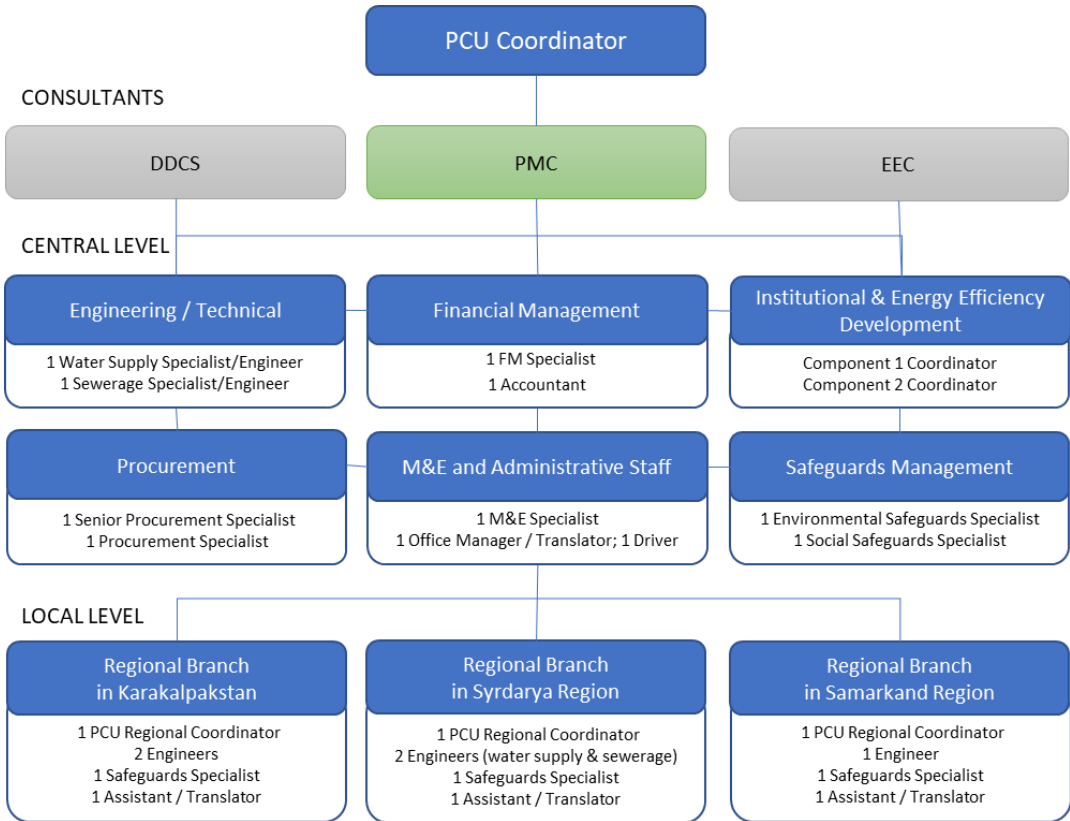 PCU Coordinator
CONSULTANTS
DDCS
PMC
EEC
CENTRAL LEVEL
Engineering / Technical
1 Water Supply Specialist/Engineer
1 Sewerage Specialist/Engineer
Financial Management
1 FM Specialist
1 Accountant
Institutional & Energy Efficiency
Development
Component 1 Coordinator
Component 2 Coordinator
Procurement
1 Senior Procurement Specialist
1 Procurement Specialist
M&E and Administrative Staff
1 M&E Specialist
1 Office Manager / Translator; 1 Driver
Safeguards Management
1 Environmental Safeguards Specialist
1 Social Safeguards Specialist
LOCAL LEVEL
Regional Branch
in Karakalpakstan
1 PCU Regional Coordinator
2 Engineers
1 Safeguards Specialist
1 Assistant / Translator
Regional Branch
in Syrdarya Region
1 PCU Regional Coordinator
2 Engineers (water supply & sewerage)
1 Safeguards Specialist
1 Assistant / Translator
Regional Branch
in Samarkand Region
1 PCU Regional Coordinator
1 Engineer
1 Safeguards Specialist
1 Assistant / Translator